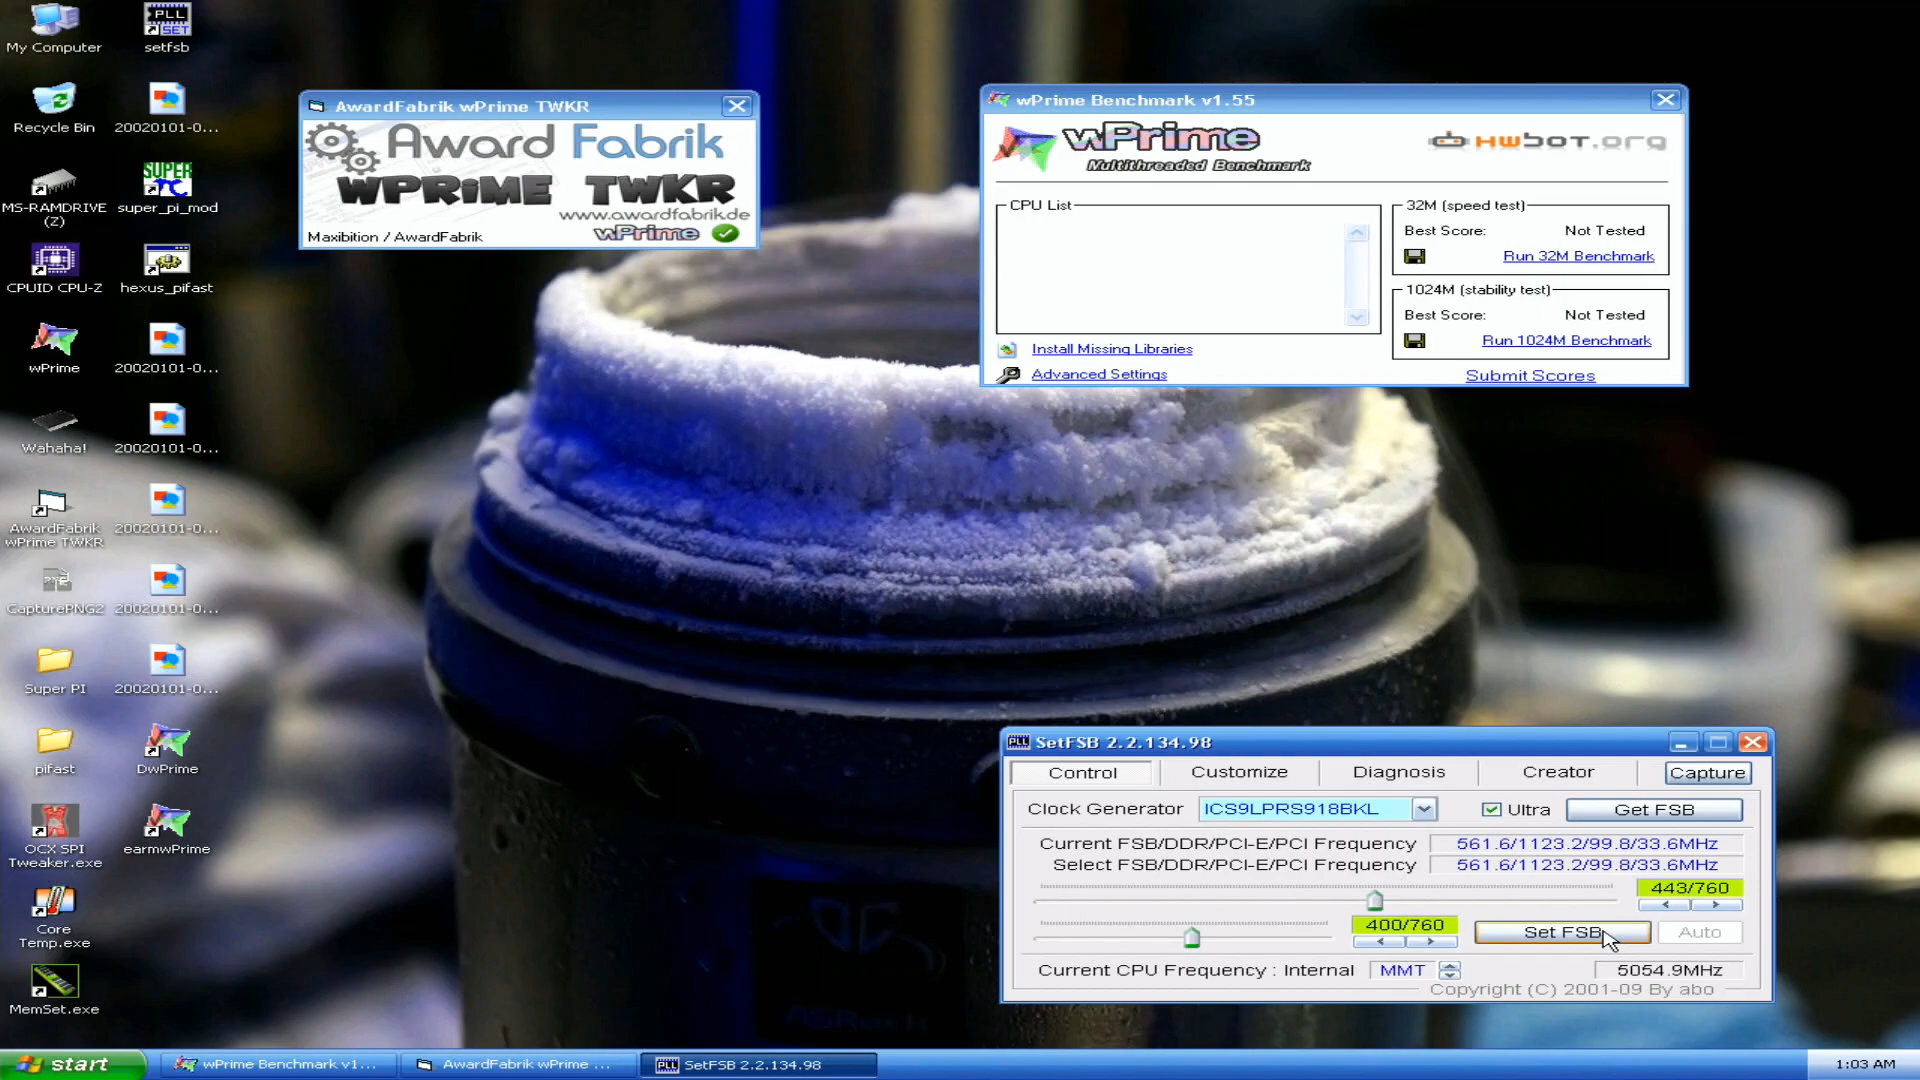 My Computer
setfsb
Recycle Bin
20020101-0...
MS-RAMDRIVE
(Z)
super_pi_mod
CPUID CPU-Z
hexus_pifast
wPrime
20020101-0...
Wahaha!
20020101-0...
AwardFabrik
wPrime TWKR
20020101-0...
CapturePNG2
20020101-0...
Super PI
20020101-0...
pifast
DwPrime
OCX SPI
Tweaker.exe
earmwPrime
Core
Temp.exe
MemSet.exe
PLL
SET
SUPER
AwardFabrik wPrime TWKR
Award Fabrik
WPRIME TWKR
www.awardfabrik.de
Maxibition / AwardFabrik
wPrime
wPrime Benchmark v1.55
wPrime
Multithreaded Benchmark
HWBOT.org
CPU List
32M (speed test)
Best Score: Not Tested
Run 32M Benchmark
1024M (stability test)
Best Score: Not Tested
Run 1024M Benchmark
Install Missing Libraries
Advanced Settings
Submit Scores
PLL SetFSB 2.2.134.98
Control Customize Diagnosis Creator Capture
Clock Generator ICS9LPRS918BKL Ultra Get FSB
Current FSB/DDR/PCI-E/PCI Frequency 561.6/1123.2/99.8/33.6MHz
Select FSB/DDR/PCI-E/PCI Frequency 561.6/1123.2/99.8/33.6MHz
443/760
400/760 Set FSB Auto
Current CPU Frequency : Internal MMT 5054.9MHz
Copyright (C) 2001-09 By abo
ASRock
start
wPrime Benchmark v1...
AwardFabrik wPrime ...
PLL SetFSB 2.2.134.98
1:03 AM